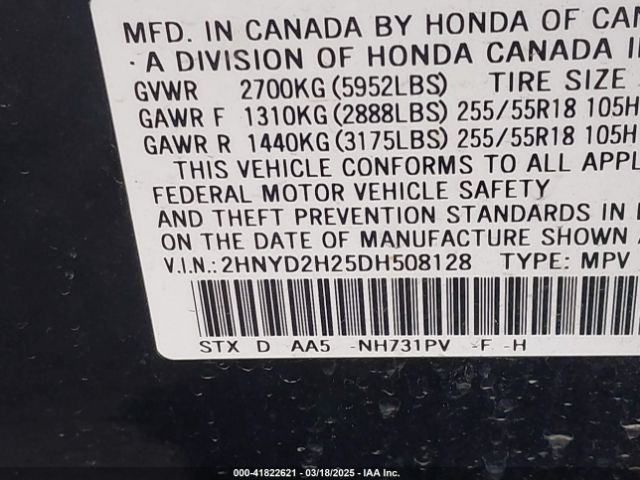 MFD. IN CANADA BY HONDA OF CAN
· A DIVISION OF HONDA CANADA I
GVWR 2700KG (5952LBS) TIRE SIZE
GAWR F 1310KG (2888LBS) 255/55R18 105H
GAWR R 1440KG (3175LBS) 255/55R18 105H
THIS VEHICLE CONFORMS TO ALL APPL
FEDERAL MOTOR VEHICLE SAFETY
AND THEFT PREVENTION STANDARDS IN
ON THE DATE OF MANUFACTURE SHOWN
V.I.N.: 2HNYD2H25DH508128 TYPE: MPV
STX D AA5 -NH731PV -F -H
000-41822621 - 03/18/2025 - IAA Inc.